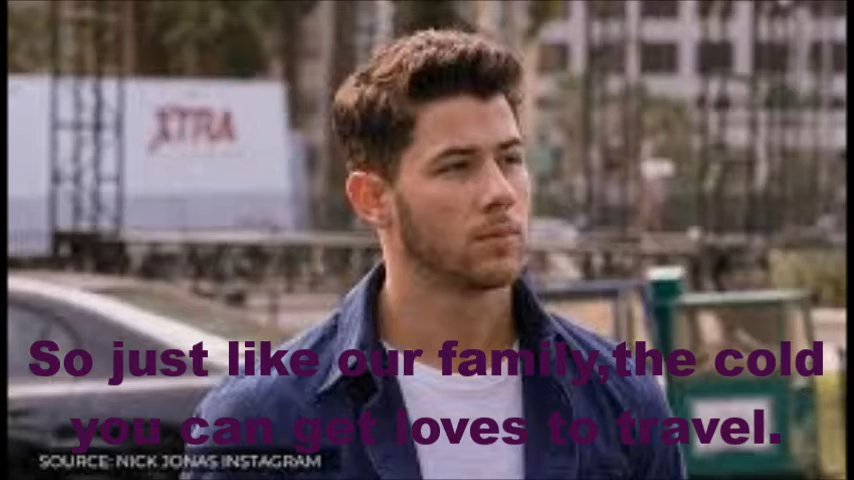 XTRA
So just like our family,the cold
you can get loves to travel.
SOURCE: NICK JONAS INSTAGRAM